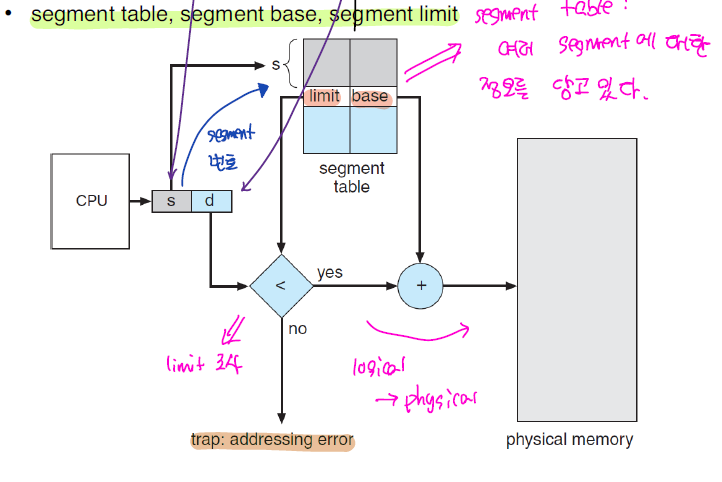 • segment table, segment base, segment limit
segment table :
여러 segment에 대한
정보를 담고 있다.
s
limit base
segment
번호
segment
table
CPU
s d
<
yes
+
no
limit 검사
logical
→ physical
trap: addressing error
physical memory